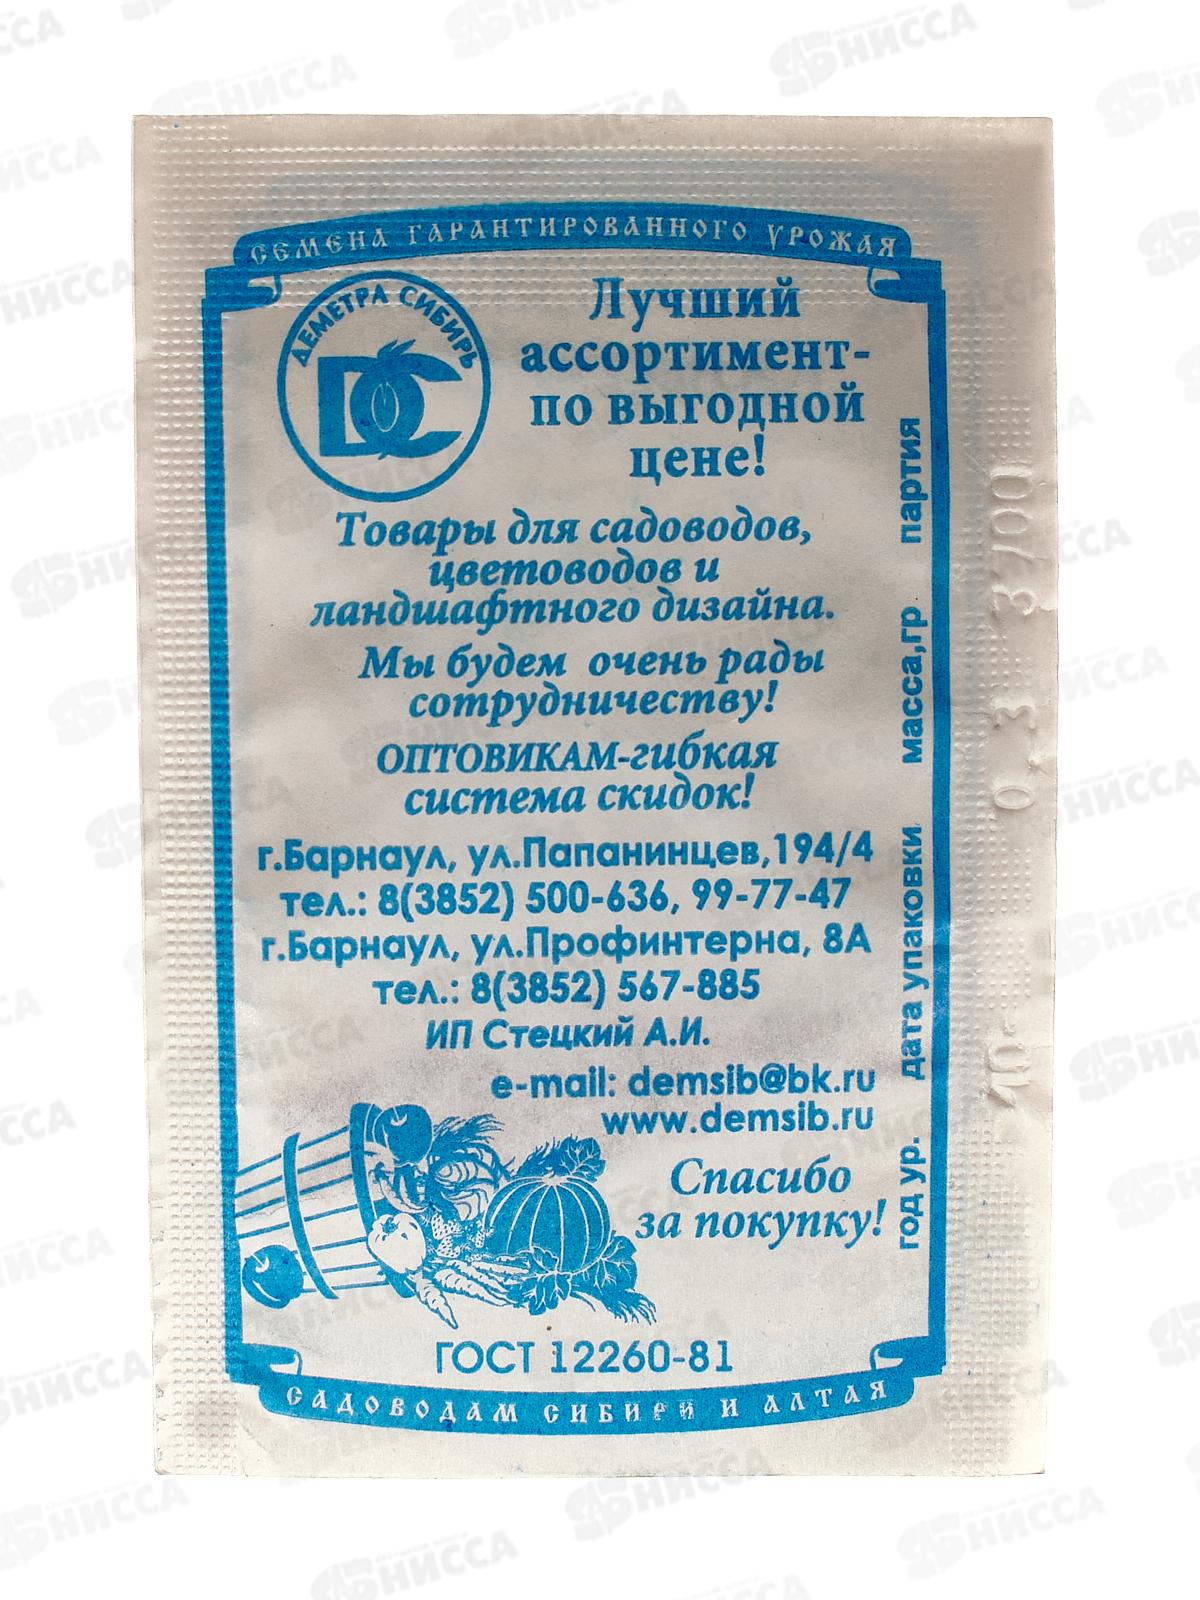 СЕМЕНА ГАРАНТИРОВАННОГО УРОЖАЯ
ДЕМЕТРА СИБИРЬ
ДС
Лучший
ассортимент-
по выгодной
цене!
Товары для садоводов,
цветоводов и
ландшафтного дизайна.
Мы будем очень рады
сотрудничеству!
ОПТОВИКАМ-гибкая
система скидок!
г.Барнаул, ул.Папанинцев,194/4
тел.: 8(3852) 500-636, 99-77-47
г.Барнаул, ул.Профинтерна, 8А
тел.: 8(3852) 567-885
ИП Стецкий А.И.
e-mail: demsib@bk.ru
www.demsib.ru
Спасибо
за покупку!
ГОСТ 12260-81
САДОВОДАМ СИБИРИ И АЛТАЯ
год ур. дата упаковки масса,гр партия
НИССА